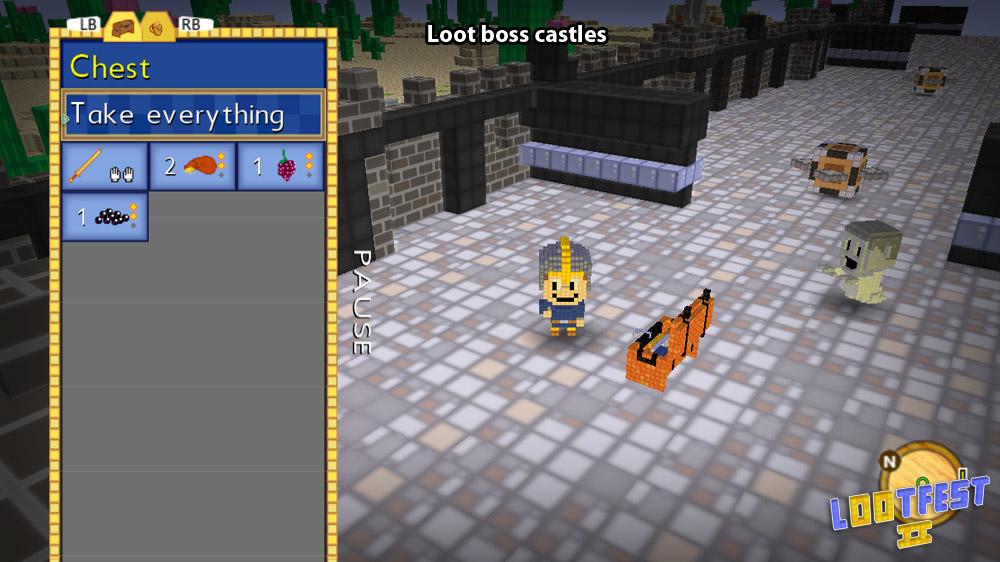 LB RB
Loot boss castles
Chest
Take everything
2
1
1
PAUSE
N
LOOTFEST
II